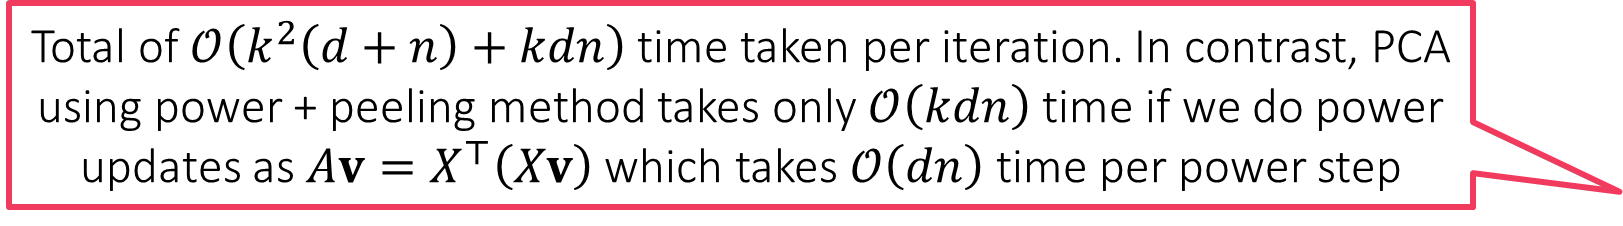 Total of 𝒪(k²(d + n) + kdn) time taken per iteration. In contrast, PCA
using power + peeling method takes only 𝒪(kdn) time if we do power
updates as A𝐯 = X⊤(X𝐯) which takes 𝒪(dn) time per power step